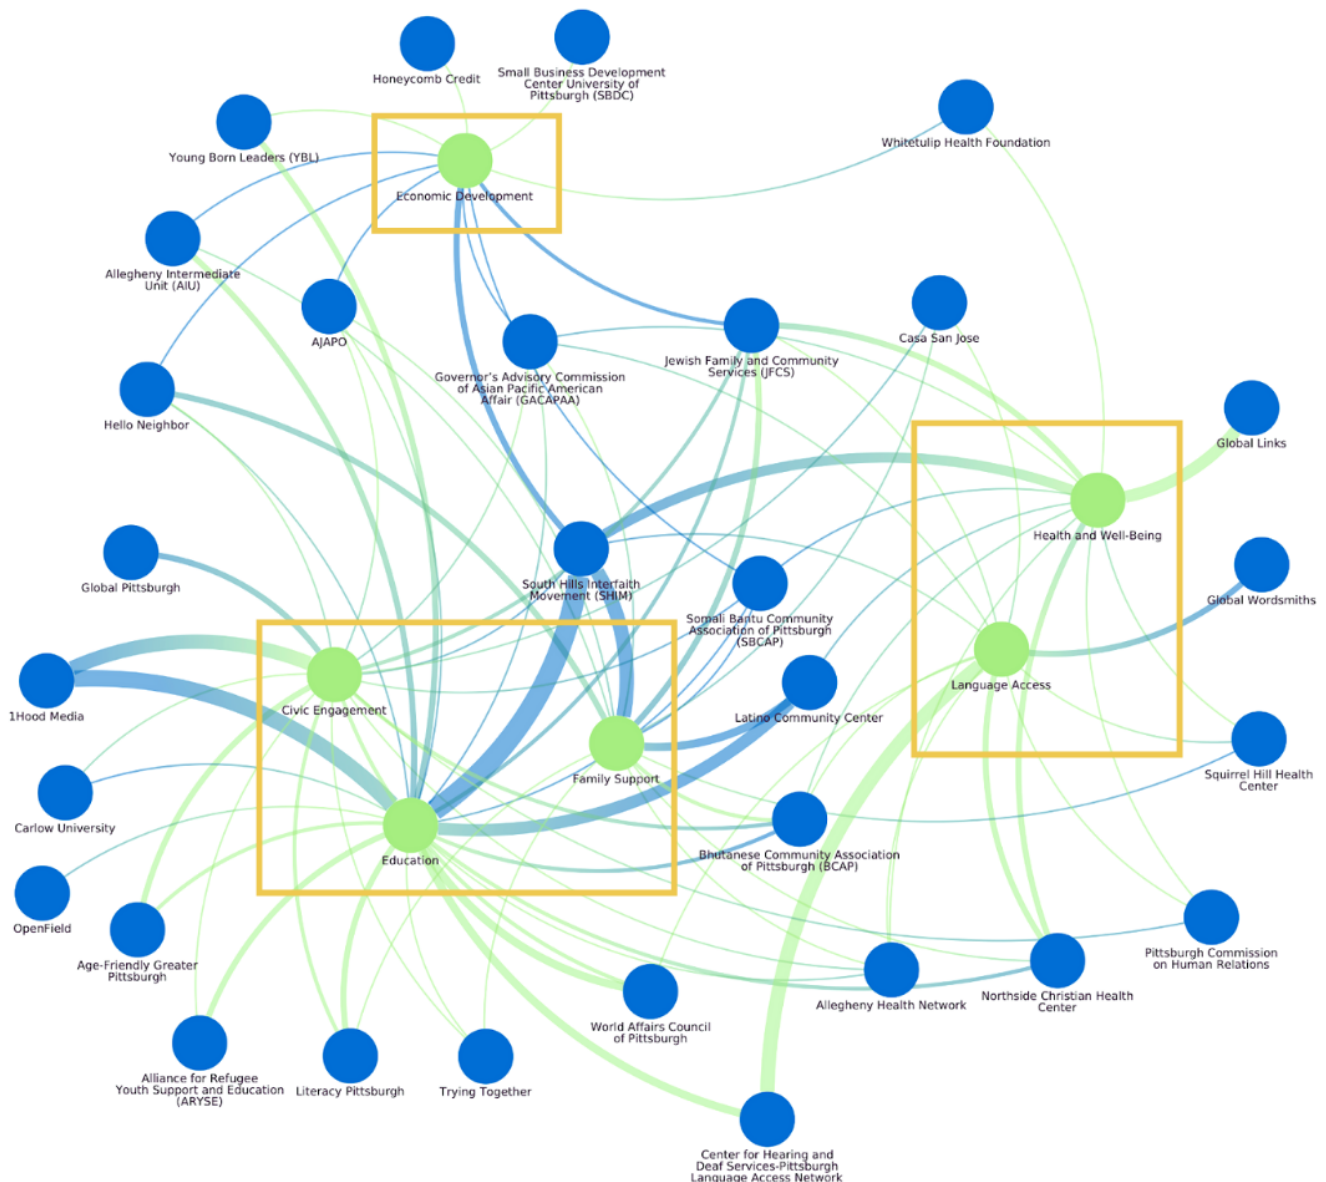 Honeycomb Credit
Small Business Development
Center University of
Pittsburgh (SBDC)
Young Born Leaders (YBL)
Whitetulip Health Foundation
Economic Development
Allegheny Intermediate
Unit (AIU)
AJAPO
Governor's Advisory Commission
of Asian Pacific American
Affair (GACAPAA)
Jewish Family and Community
Services (JFCS)
Casa San Jose
Hello Neighbor
Global Links
Health and Well-Being
Global Pittsburgh
South Hills Interfaith
Movement (SHIM)
Somali Bantu Community
Association of Pittsburgh
(SBCAP)
Global Wordsmiths
Language Access
1Hood Media
Civic Engagement
Latino Community Center
Family Support
Squirrel Hill Health
Center
Carlow University
Education
Bhutanese Community Association
of Pittsburgh (BCAP)
OpenField
Age-Friendly Greater
Pittsburgh
Pittsburgh Commission
on Human Relations
Allegheny Health Network
Northside Christian Health
Center
World Affairs Council
of Pittsburgh
Alliance for Refugee
Youth Support and Education
(ARYSE)
Literacy Pittsburgh
Trying Together
Center for Hearing and
Deaf Services-Pittsburgh
Language Access Network